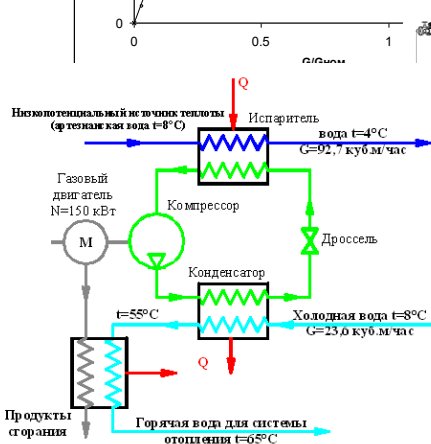 0
0.5
1
G/Gном
Q
Низкопотенциальный источник теплоты
(артезианская вода t=8°C)
Испаритель
вода t=4°C
G=92,7 куб.м/час
Газовый
двигатель
N=150 кВт
Компрессор
М
Дроссель
Конденсатор
t=55°C
Холодная вода t=8°C
G=23,6 куб.м/час
Q
Продукты
сгорания
Горячая вода для системы
отопления t=65°C